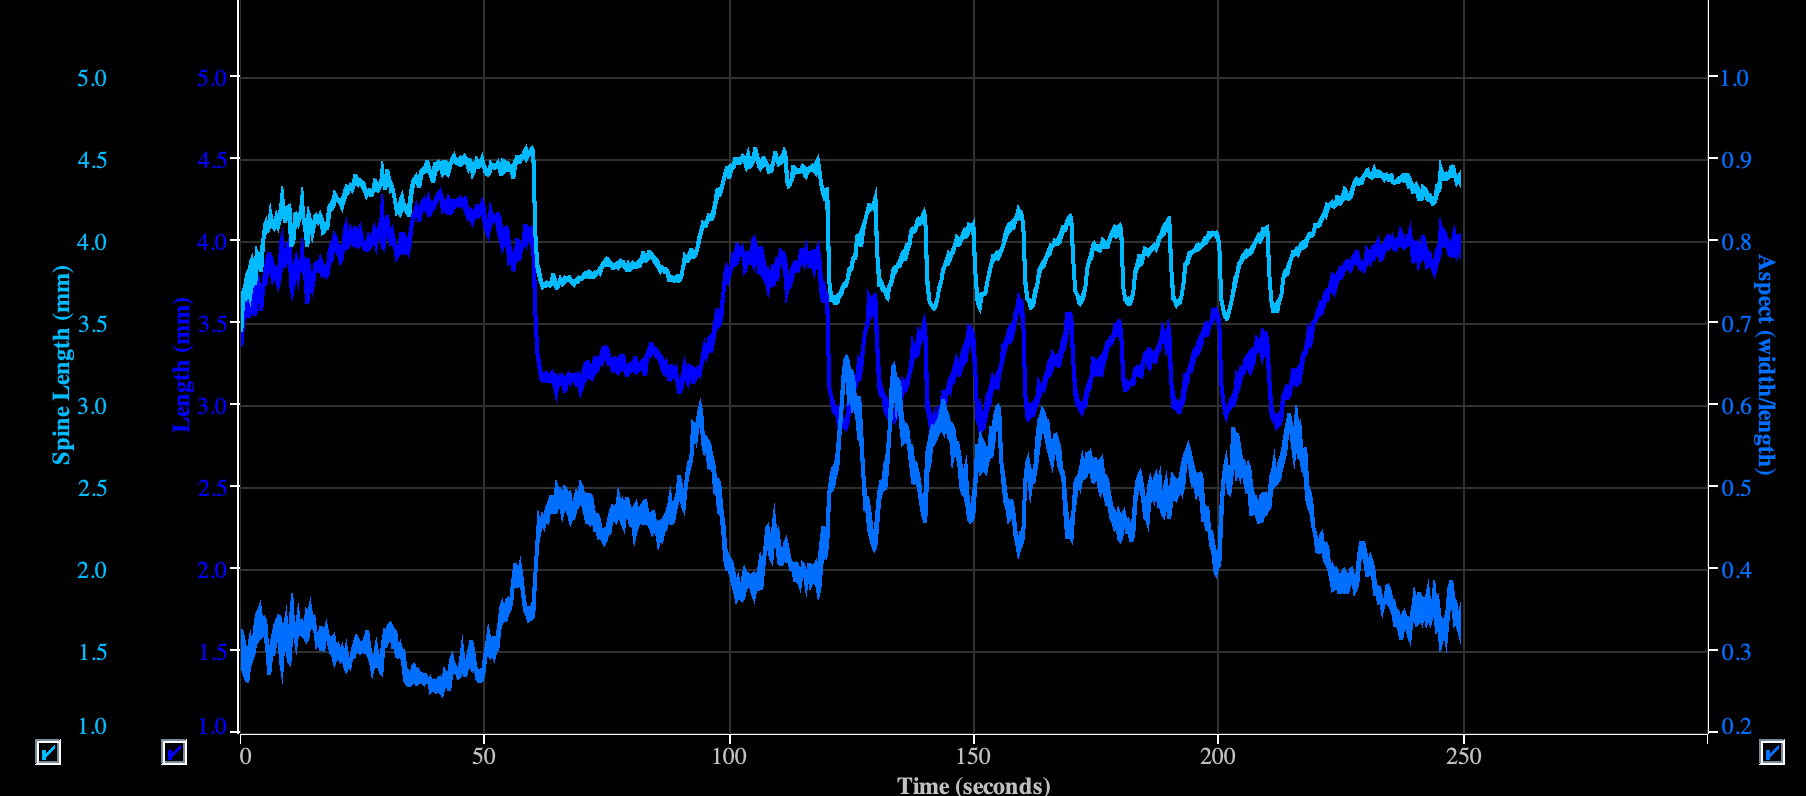 5.0 5.0 1.0
4.5 4.5 0.9
4.0 4.0 0.8
3.5 3.5 0.7
3.0 3.0 0.6
2.5 2.5 0.5
2.0 2.0 0.4
1.5 1.5 0.3
1.0 1.0 0.2
Spine Length (mm)
Length (mm)
Aspect (width/length)
0 50 100 150 200 250
Time (seconds)